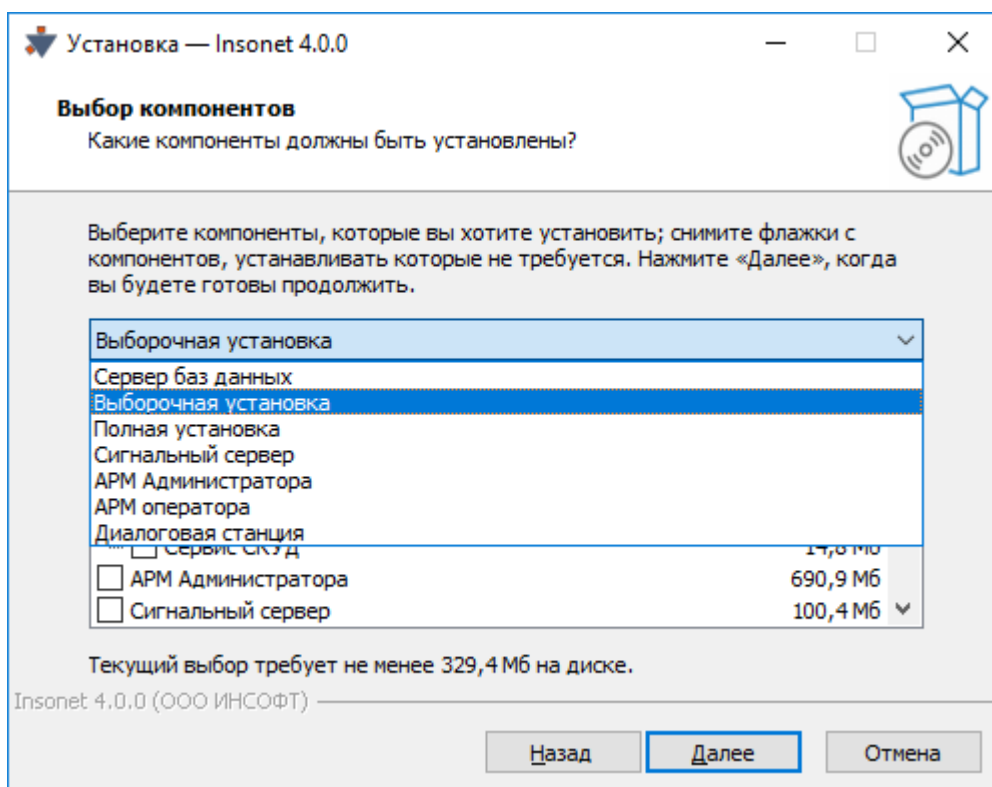 Установка — Insonet 4.0.0
Выбор компонентов
Какие компоненты должны быть установлены?
Выберите компоненты, которые вы хотите установить; снимите флажки с
компонентов, устанавливать которые не требуется. Нажмите «Далее», когда
вы будете готовы продолжить.
Выборочная установка
Сервер баз данных
Выборочная установка
Полная установка
Сигнальный сервер
АРМ Администратора
АРМ оператора
Диалоговая станция
Сервис СКУД 14,8 Мб
АРМ Администратора 690,9 Мб
Сигнальный сервер 100,4 Мб
Текущий выбор требует не менее 329,4 Мб на диске.
Insonet 4.0.0 (ООО ИНСОФТ)
Назад Далее Отмена